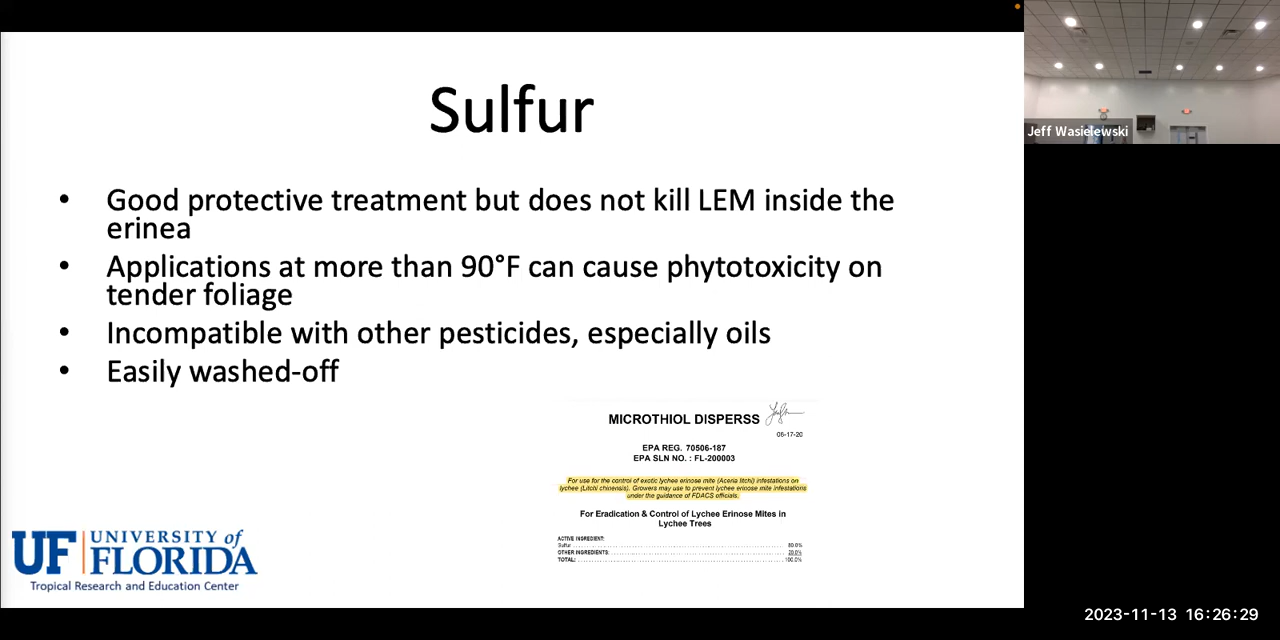 Sulfur
• Good protective treatment but does not kill LEM inside the
erinea
• Applications at more than 90°F can cause phytotoxicity on
tender foliage
• Incompatible with other pesticides, especially oils
• Easily washed-off
MICROTHIOL DISPERSS
06-17-20
EPA REG. 70506-187
EPA SLN NO. : FL-200003
For use for the control of exotic lychee erinose mite (Aceria litchi) infestations on
lychee (Litchi chinensis). Growers may use to prevent lychee erinose mite infestations
under the guidance of FDACS officials.
For Eradication & Control of Lychee Erinose Mites in
Lychee Trees
ACTIVE INGREDIENT:
Sulfur 80.0%
OTHER INGREDIENTS: 20.0%
TOTAL: 100.0%
UF UNIVERSITY of
FLORIDA
Tropical Research and Education Center
Jeff Wasielewski
2023-11-13 16:26:29